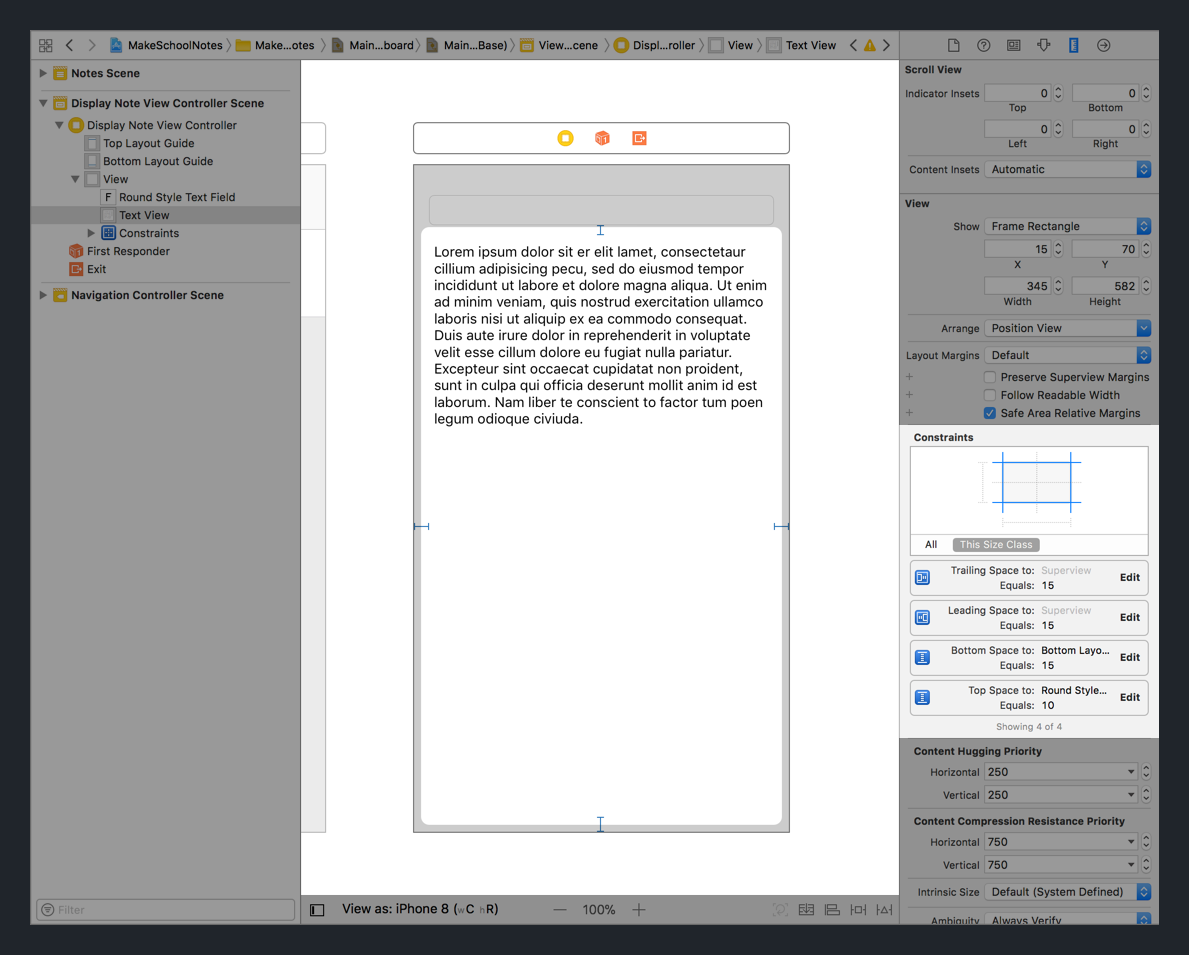 MakeSchoolNotes Make...otes Main...board Main...Base) View...cene Displ...roller View Text View
Notes Scene
Display Note View Controller Scene
Display Note View Controller
Top Layout Guide
Bottom Layout Guide
View
F Round Style Text Field
Text View
Constraints
First Responder
Exit
Navigation Controller Scene
Filter
Lorem ipsum dolor sit er elit lamet, consectetaur
cillium adipisicing pecu, sed do eiusmod tempor
incididunt ut labore et dolore magna aliqua. Ut enim
ad minim veniam, quis nostrud exercitation ullamco
laboris nisi ut aliquip ex ea commodo consequat.
Duis aute irure dolor in reprehenderit in voluptate
velit esse cillum dolore eu fugiat nulla pariatur.
Excepteur sint occaecat cupidatat non proident,
sunt in culpa qui officia deserunt mollit anim id est
laborum. Nam liber te conscient to factor tum poen
legum odioque civiuda.
View as: iPhone 8 (wC hR) — 100% +
Scroll View
Indicator Insets 0 0
Top Bottom
0 0
Left Right
Content Insets Automatic
View
Show Frame Rectangle
15 70
X Y
345 582
Width Height
Arrange Position View
Layout Margins Default
+ Preserve Superview Margins
+ Follow Readable Width
+ Safe Area Relative Margins
Constraints
All This Size Class
Trailing Space to: Superview
Equals: 15
Edit
Leading Space to: Superview
Equals: 15
Edit
Bottom Space to: Bottom Layo...
Equals: 15
Edit
Top Space to: Round Style...
Equals: 10
Edit
Showing 4 of 4
Content Hugging Priority
Horizontal 250
Vertical 250
Content Compression Resistance Priority
Horizontal 750
Vertical 750
Intrinsic Size Default (System Defined)
Ambiguity Always Verify